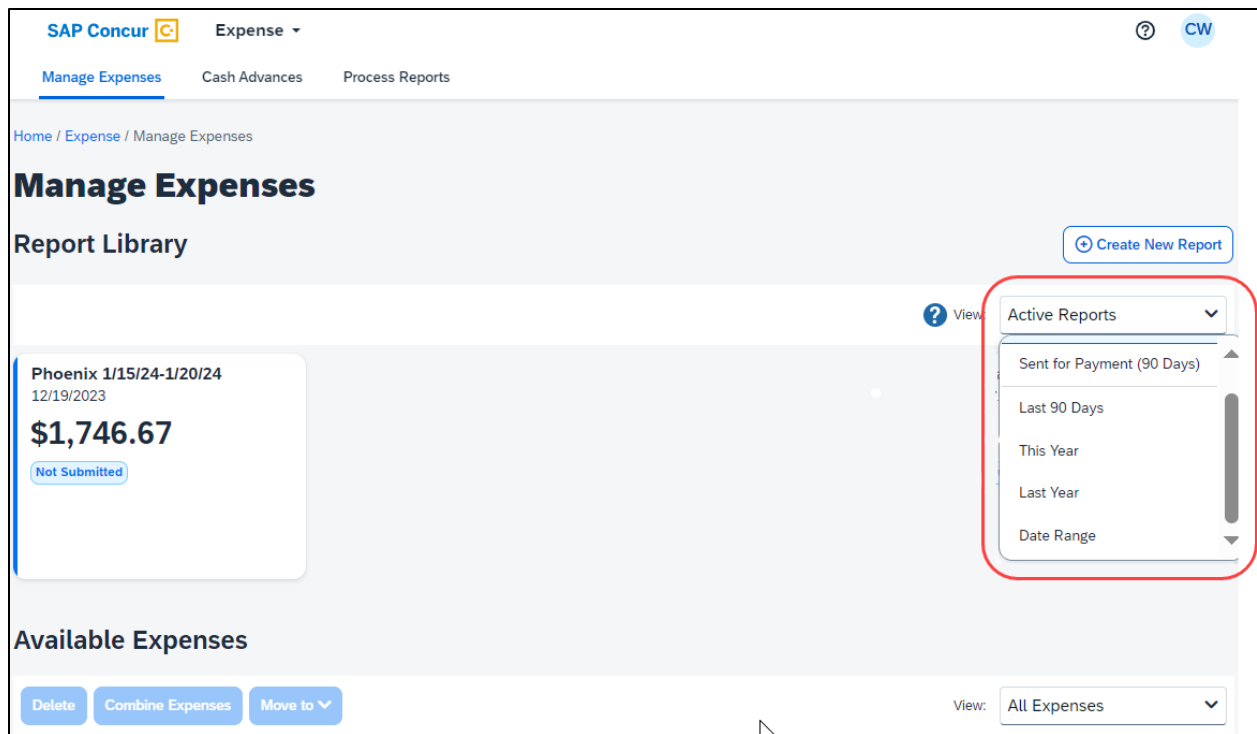 SAP Concur C Expense
CW
Manage Expenses Cash Advances Process Reports
Home / Expense / Manage Expenses
Manage Expenses
Report Library
Create New Report
? View: Active Reports
Phoenix 1/15/24-1/20/24
12/19/2023
$1,746.67
Not Submitted
Sent for Payment (90 Days)
Last 90 Days
This Year
Last Year
Date Range
Available Expenses
Delete Combine Expenses Move to
View: All Expenses